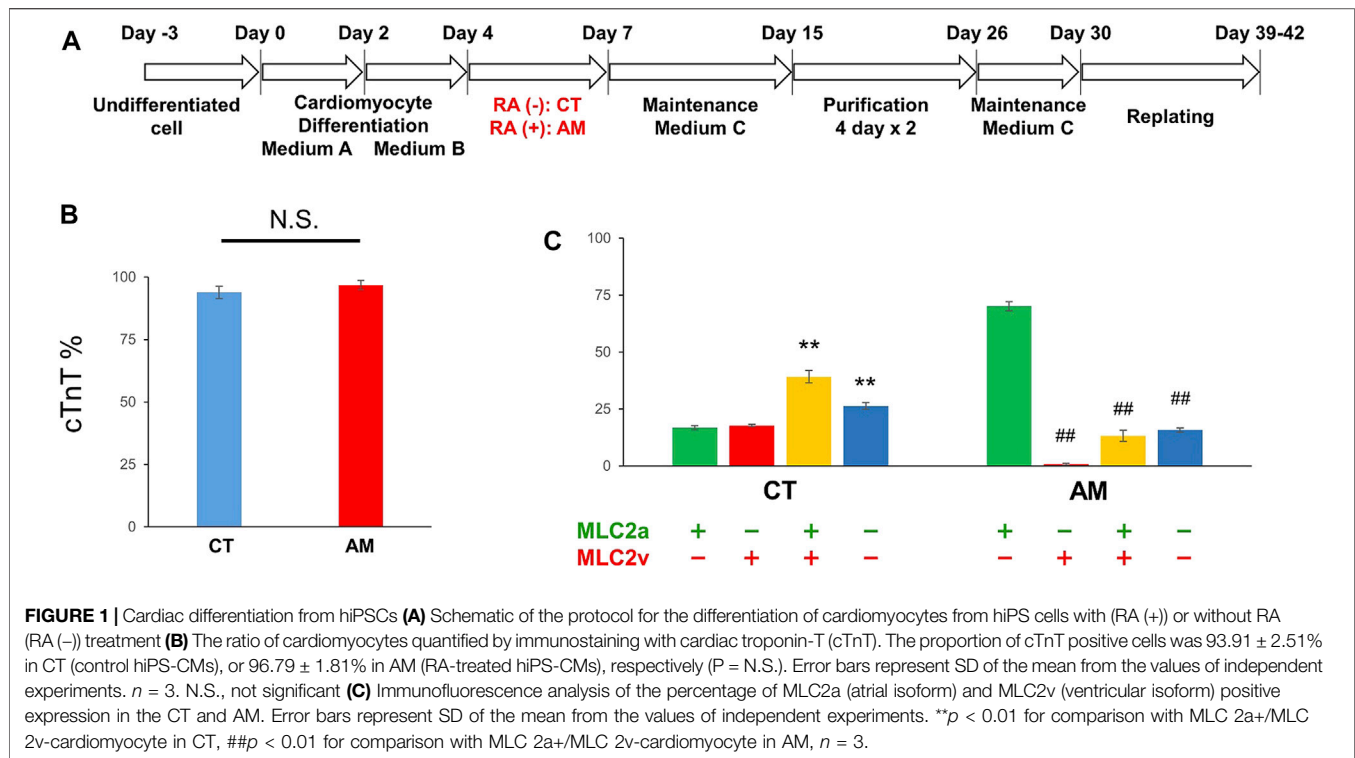 A
Day -3 Day 0 Day 2 Day 4 Day 7 Day 15 Day 26 Day 30 Day 39-42
Undifferentiated
cell
Cardiomyocyte
Differentiation
Medium A Medium B
RA (-): CT
RA (+): AM
Maintenance
Medium C
Purification
4 day x 2
Maintenance
Medium C
Replating
B
N.S.
cTnT %
100
75
50
25
0
CT AM
C
100
75
50
25
0
** **
## ## ##
CT AM
MLC2a + − + − + − + −
MLC2v − + + − − + + −
FIGURE 1 | Cardiac differentiation from hiPSCs (A) Schematic of the protocol for the differentiation of cardiomyocytes from hiPS cells with (RA (+)) or without RA
(RA (−)) treatment (B) The ratio of cardiomyocytes quantified by immunostaining with cardiac troponin-T (cTnT). The proportion of cTnT positive cells was 93.91 ± 2.51%
in CT (control hiPS-CMs), or 96.79 ± 1.81% in AM (RA-treated hiPS-CMs), respectively (P = N.S.). Error bars represent SD of the mean from the values of independent
experiments. n = 3. N.S., not significant (C) Immunofluorescence analysis of the percentage of MLC2a (atrial isoform) and MLC2v (ventricular isoform) positive
expression in the CT and AM. Error bars represent SD of the mean from the values of independent experiments. **p < 0.01 for comparison with MLC 2a+/MLC
2v-cardiomyocyte in CT, ##p < 0.01 for comparison with MLC 2a+/MLC 2v-cardiomyocyte in AM, n = 3.